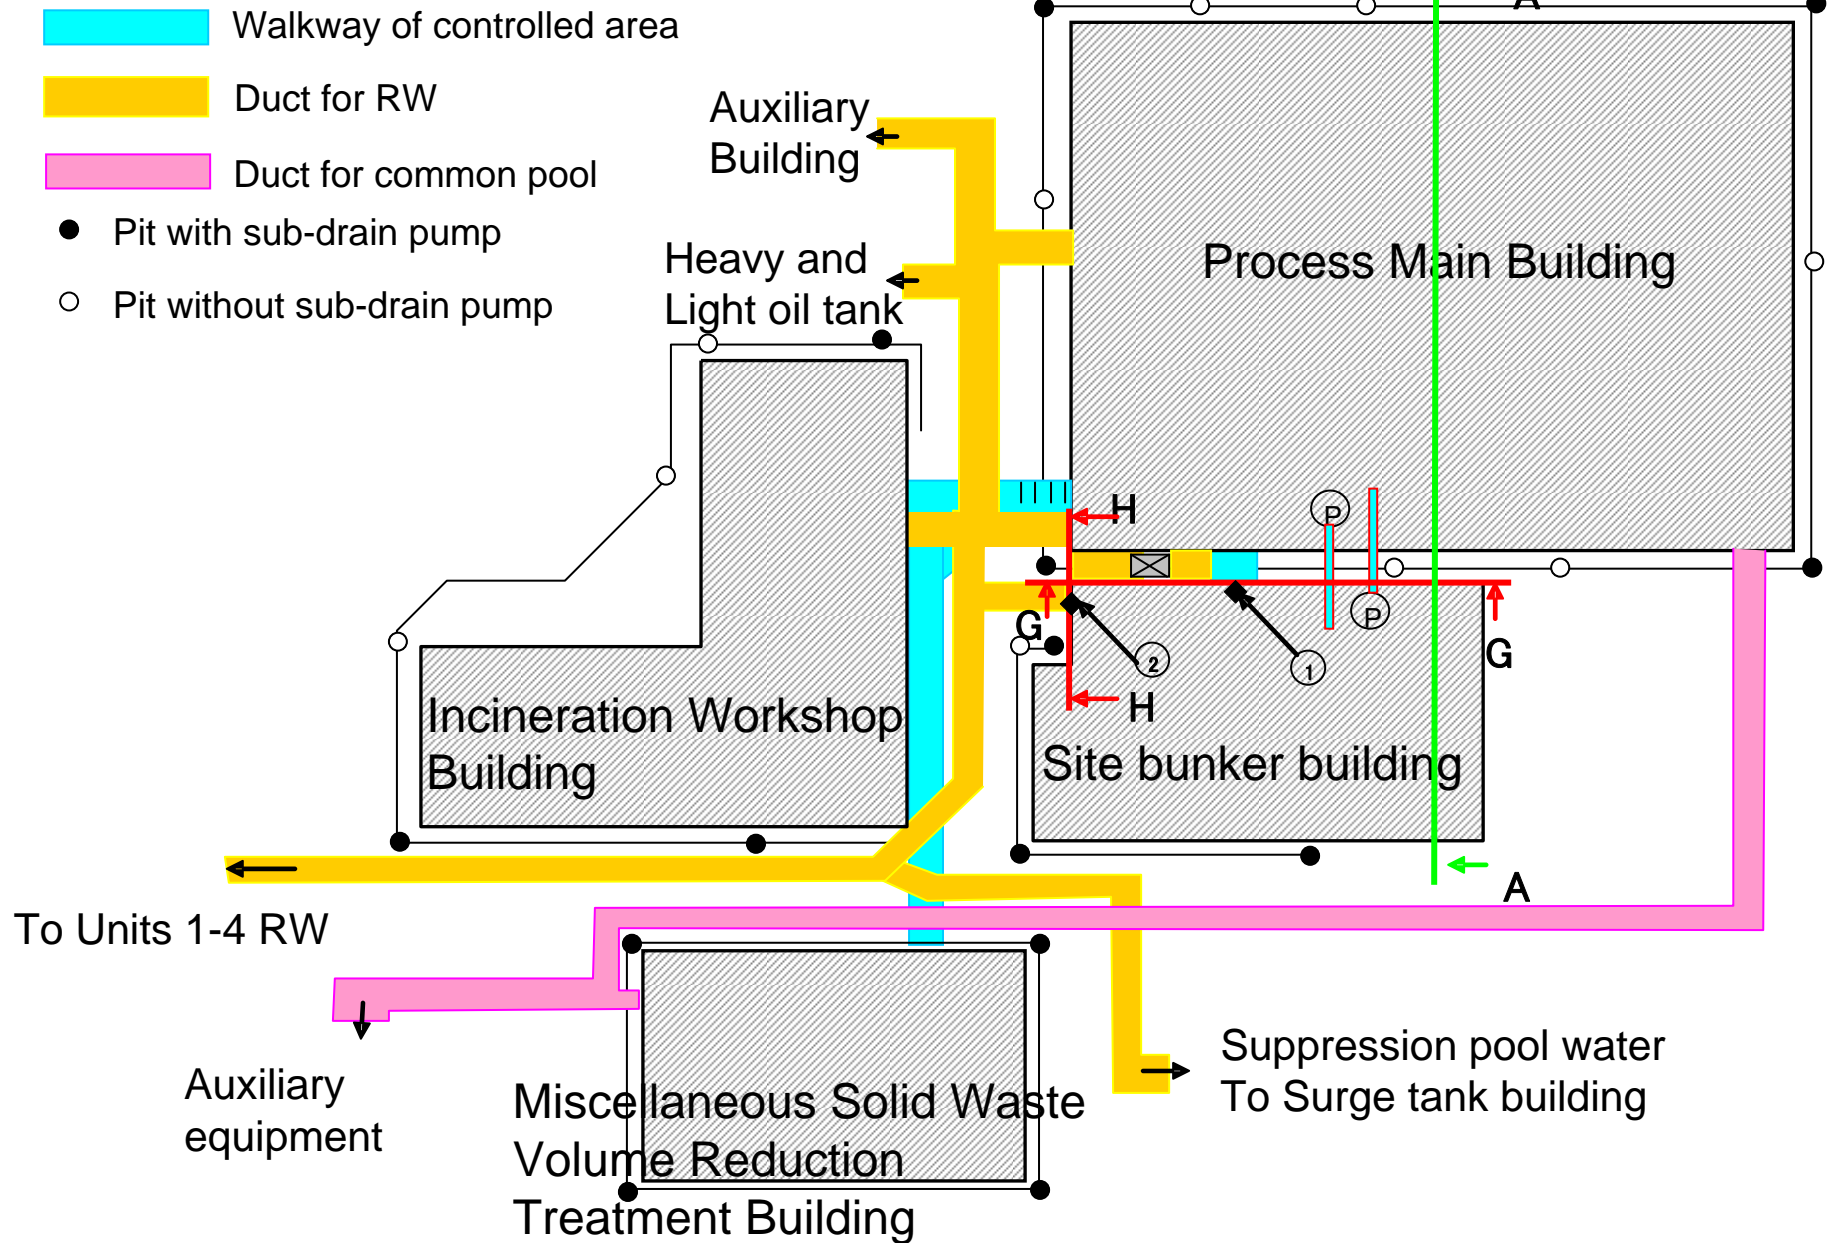 A
Walkway of controlled area
Duct for RW
Duct for common pool
Pit with sub-drain pump
Pit without sub-drain pump
Auxiliary
Building
Heavy and
Light oil tank
Process Main Building
H
P
P
G
2
1
G
H
Incineration Workshop
Building
Site bunker building
A
To Units 1-4 RW
Auxiliary
equipment
Miscellaneous Solid Waste
Volume Reduction
Treatment Building
Suppression pool water
To Surge tank building